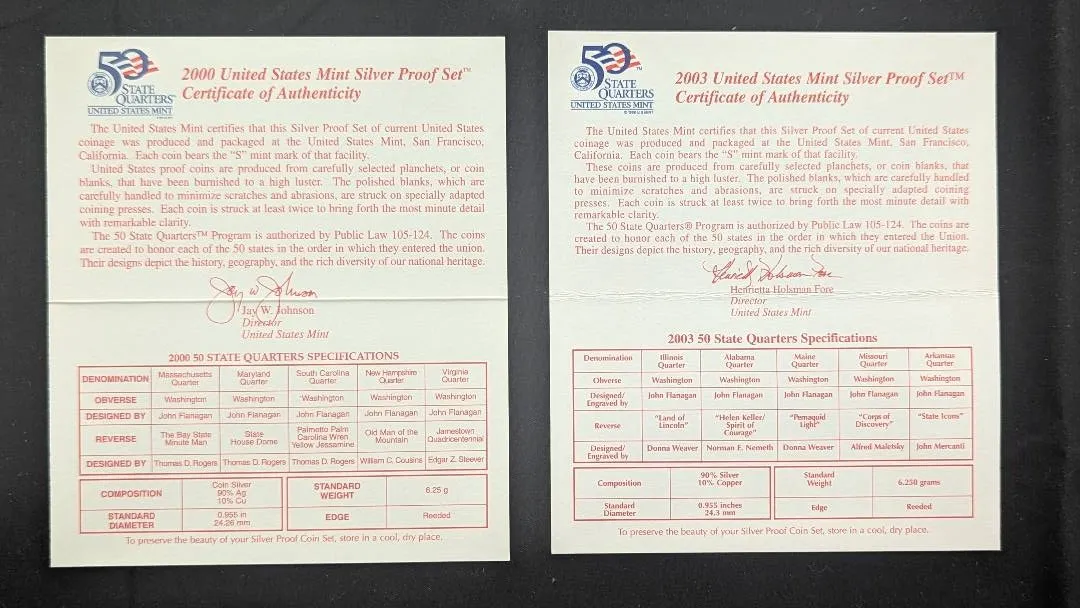 50
STATE
QUARTERS™
UNITED STATES MINT
2000 United States Mint Silver Proof Set™
Certificate of Authenticity
The United States Mint certifies that this Silver Proof Set of current United States
coinage was produced and packaged at the United States Mint, San Francisco,
California. Each coin bears the “S” mint mark of that facility.
United States proof coins are produced from carefully selected planchets, or coin
blanks, that have been burnished to a high luster. The polished blanks, which are
carefully handled to minimize scratches and abrasions, are struck on specially adapted
coining presses. Each coin is struck at least twice to bring forth the most minute detail
with remarkable clarity.
The 50 State Quarters™ Program is authorized by Public Law 105-124. The coins
are created to honor each of the 50 states in the order in which they entered the union.
Their designs depict the history, geography, and the rich diversity of our national heritage.
Jay W. Johnson
Jay W. Johnson
Director
United States Mint
2000 50 STATE QUARTERS SPECIFICATIONS
DENOMINATION Massachusetts Quarter Maryland Quarter South Carolina Quarter New Hampshire Quarter Virginia Quarter
OBVERSE Washington Washington Washington Washington Washington
DESIGNED BY John Flanagan John Flanagan John Flanagan John Flanagan John Flanagan
REVERSE The Bay State Minute Man State House Dome Palmetto Palm Carolina Wren Yellow Jessamine Old Man of the Mountain Jamestown Quadricentennial
DESIGNED BY Thomas D. Rogers Thomas D. Rogers Thomas D. Rogers William C. Cousins Edgar Z. Steever
COMPOSITION Coin Silver 90% Ag 10% Cu STANDARD WEIGHT 6.25 g
STANDARD DIAMETER 0.955 in 24.26 mm EDGE Reeded
To preserve the beauty of your Silver Proof Coin Set, store in a cool, dry place.
50
STATE
QUARTERS
UNITED STATES MINT
2003 United States Mint Silver Proof Set™
Certificate of Authenticity
The United States Mint certifies that this Silver Proof Set of current United States
coinage was produced and packaged at the United States Mint, San Francisco,
California. Each coin bears the “S” mint mark of that facility.
These coins are produced from carefully selected planchets, or coin blanks, that
have been burnished to a high luster. The polished blanks, which are carefully handled
to minimize scratches and abrasions, are struck on specially adapted coining
presses. Each coin is struck at least twice to bring forth the most minute detail with
remarkable clarity.
The 50 State Quarters® Program is authorized by Public Law 105-124. The coins are
created to honor each of the 50 states in the order in which they entered the Union.
Their designs depict the history, geography, and the rich diversity of our national heritage.
Henrietta Holsman Fore
Henrietta Holsman Fore
Director
United States Mint
2003 50 State Quarters Specifications
Denomination Illinois Quarter Alabama Quarter Maine Quarter Missouri Quarter Arkansas Quarter
Obverse Washington Washington Washington Washington Washington
Designed/ Engraved by John Flanagan John Flanagan John Flanagan John Flanagan John Flanagan
Reverse “Land of Lincoln” “Helen Keller/ Spirit of Courage” “Pemaquid Light” “Corps of Discovery” “State Icons”
Designed/ Engraved by Donna Weaver Norman E. Nemeth Donna Weaver Alfred Maletsky John Mercanti
Composition 90% Silver 10% Copper Standard Weight 6.250 grams
Standard Diameter 0.955 inches 24.3 mm Edge Reeded
To preserve the beauty of your Silver Proof Coin Set, store in a cool, dry place.